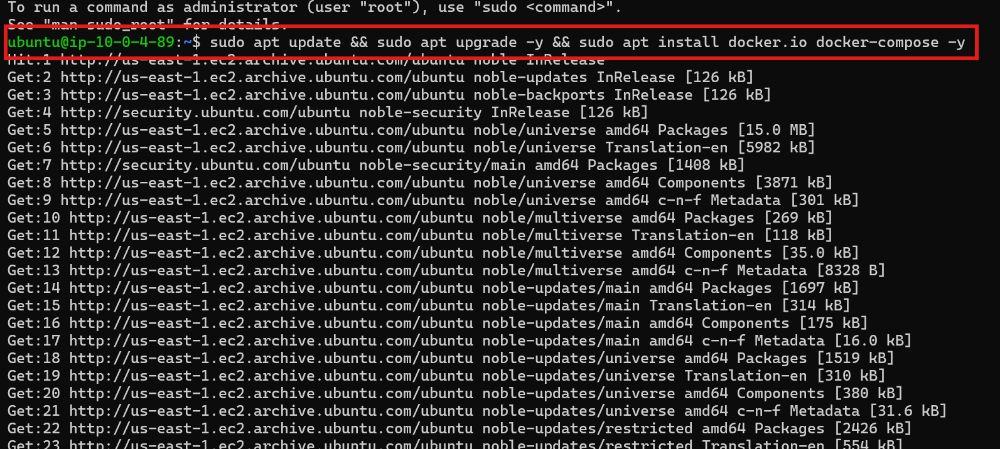 To run a command as administrator (user "root"), use "sudo <command>".
See "man sudo_root" for details.
ubuntu@ip-10-0-4-89:~$ sudo apt update && sudo apt upgrade -y && sudo apt install docker.io docker-compose -y
Hit:1 http://us-east-1.ec2.archive.ubuntu.com/ubuntu noble InRelease
Get:2 http://us-east-1.ec2.archive.ubuntu.com/ubuntu noble-updates InRelease [126 kB]
Get:3 http://us-east-1.ec2.archive.ubuntu.com/ubuntu noble-backports InRelease [126 kB]
Get:4 http://security.ubuntu.com/ubuntu noble-security InRelease [126 kB]
Get:5 http://us-east-1.ec2.archive.ubuntu.com/ubuntu noble/universe amd64 Packages [15.0 MB]
Get:6 http://us-east-1.ec2.archive.ubuntu.com/ubuntu noble/universe Translation-en [5982 kB]
Get:7 http://security.ubuntu.com/ubuntu noble-security/main amd64 Packages [1408 kB]
Get:8 http://us-east-1.ec2.archive.ubuntu.com/ubuntu noble/universe amd64 Components [3871 kB]
Get:9 http://us-east-1.ec2.archive.ubuntu.com/ubuntu noble/universe amd64 c-n-f Metadata [301 kB]
Get:10 http://us-east-1.ec2.archive.ubuntu.com/ubuntu noble/multiverse amd64 Packages [269 kB]
Get:11 http://us-east-1.ec2.archive.ubuntu.com/ubuntu noble/multiverse Translation-en [118 kB]
Get:12 http://us-east-1.ec2.archive.ubuntu.com/ubuntu noble/multiverse amd64 Components [35.0 kB]
Get:13 http://us-east-1.ec2.archive.ubuntu.com/ubuntu noble/multiverse amd64 c-n-f Metadata [8328 B]
Get:14 http://us-east-1.ec2.archive.ubuntu.com/ubuntu noble-updates/main amd64 Packages [1697 kB]
Get:15 http://us-east-1.ec2.archive.ubuntu.com/ubuntu noble-updates/main Translation-en [314 kB]
Get:16 http://us-east-1.ec2.archive.ubuntu.com/ubuntu noble-updates/main amd64 Components [175 kB]
Get:17 http://us-east-1.ec2.archive.ubuntu.com/ubuntu noble-updates/main amd64 c-n-f Metadata [16.0 kB]
Get:18 http://us-east-1.ec2.archive.ubuntu.com/ubuntu noble-updates/universe amd64 Packages [1519 kB]
Get:19 http://us-east-1.ec2.archive.ubuntu.com/ubuntu noble-updates/universe Translation-en [310 kB]
Get:20 http://us-east-1.ec2.archive.ubuntu.com/ubuntu noble-updates/universe amd64 Components [380 kB]
Get:21 http://us-east-1.ec2.archive.ubuntu.com/ubuntu noble-updates/universe amd64 c-n-f Metadata [31.6 kB]
Get:22 http://us-east-1.ec2.archive.ubuntu.com/ubuntu noble-updates/restricted amd64 Packages [2426 kB]
Get:23 http://us-east-1.ec2.archive.ubuntu.com/ubuntu noble-updates/restricted Translation-en [554 kB]